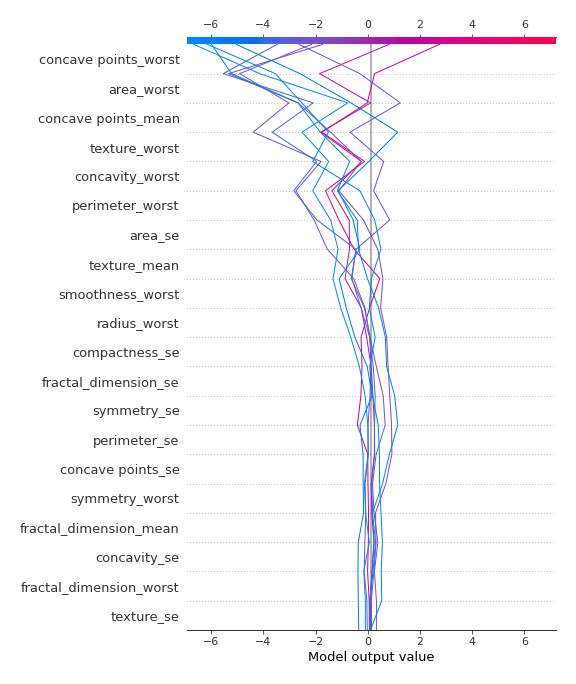 −6 −4 −2 0 2 4 6
concave points_worst
area_worst
concave points_mean
texture_worst
concavity_worst
perimeter_worst
area_se
texture_mean
smoothness_worst
radius_worst
compactness_se
fractal_dimension_se
symmetry_se
perimeter_se
concave points_se
symmetry_worst
fractal_dimension_mean
concavity_se
fractal_dimension_worst
texture_se
−6 −4 −2 0 2 4 6
Model output value